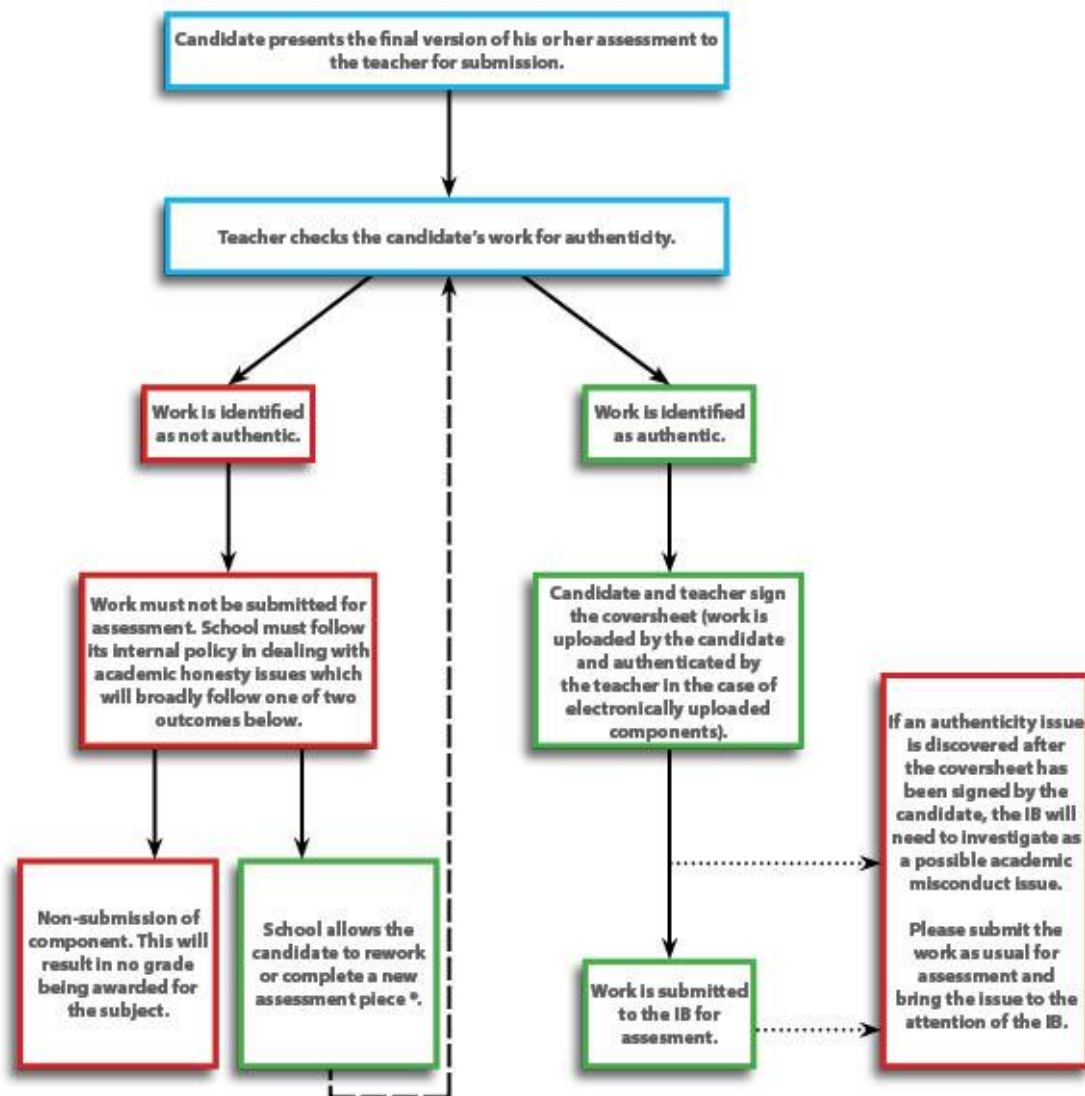 Candidate presents the final version of his or her assessment to
the teacher for submission.
Teacher checks the candidate's work for authenticity.
Work is identified
as not authentic.
Work is identified
as authentic.
Work must not be submitted for
assessment. School must follow
its internal policy in dealing with
academic honesty issues which
will broadly follow one of two
outcomes below.
Candidate and teacher sign
the coversheet (work is
uploaded by the candidate
and authenticated by
the teacher in the case of
electronically uploaded
components).
If an authenticity issue
is discovered after
the coversheet has
been signed by the
candidate, the IB will
need to investigate as
a possible academic
misconduct issue.
Please submit the
work as usual for
assessment and
bring the issue to the
attention of the IB.
Non-submission of
component. This will
result in no grade
being awarded for
the subject.
School allows the
candidate to rework
or complete a new
assessment piece *.
Work is submitted
to the IB for
assesment.